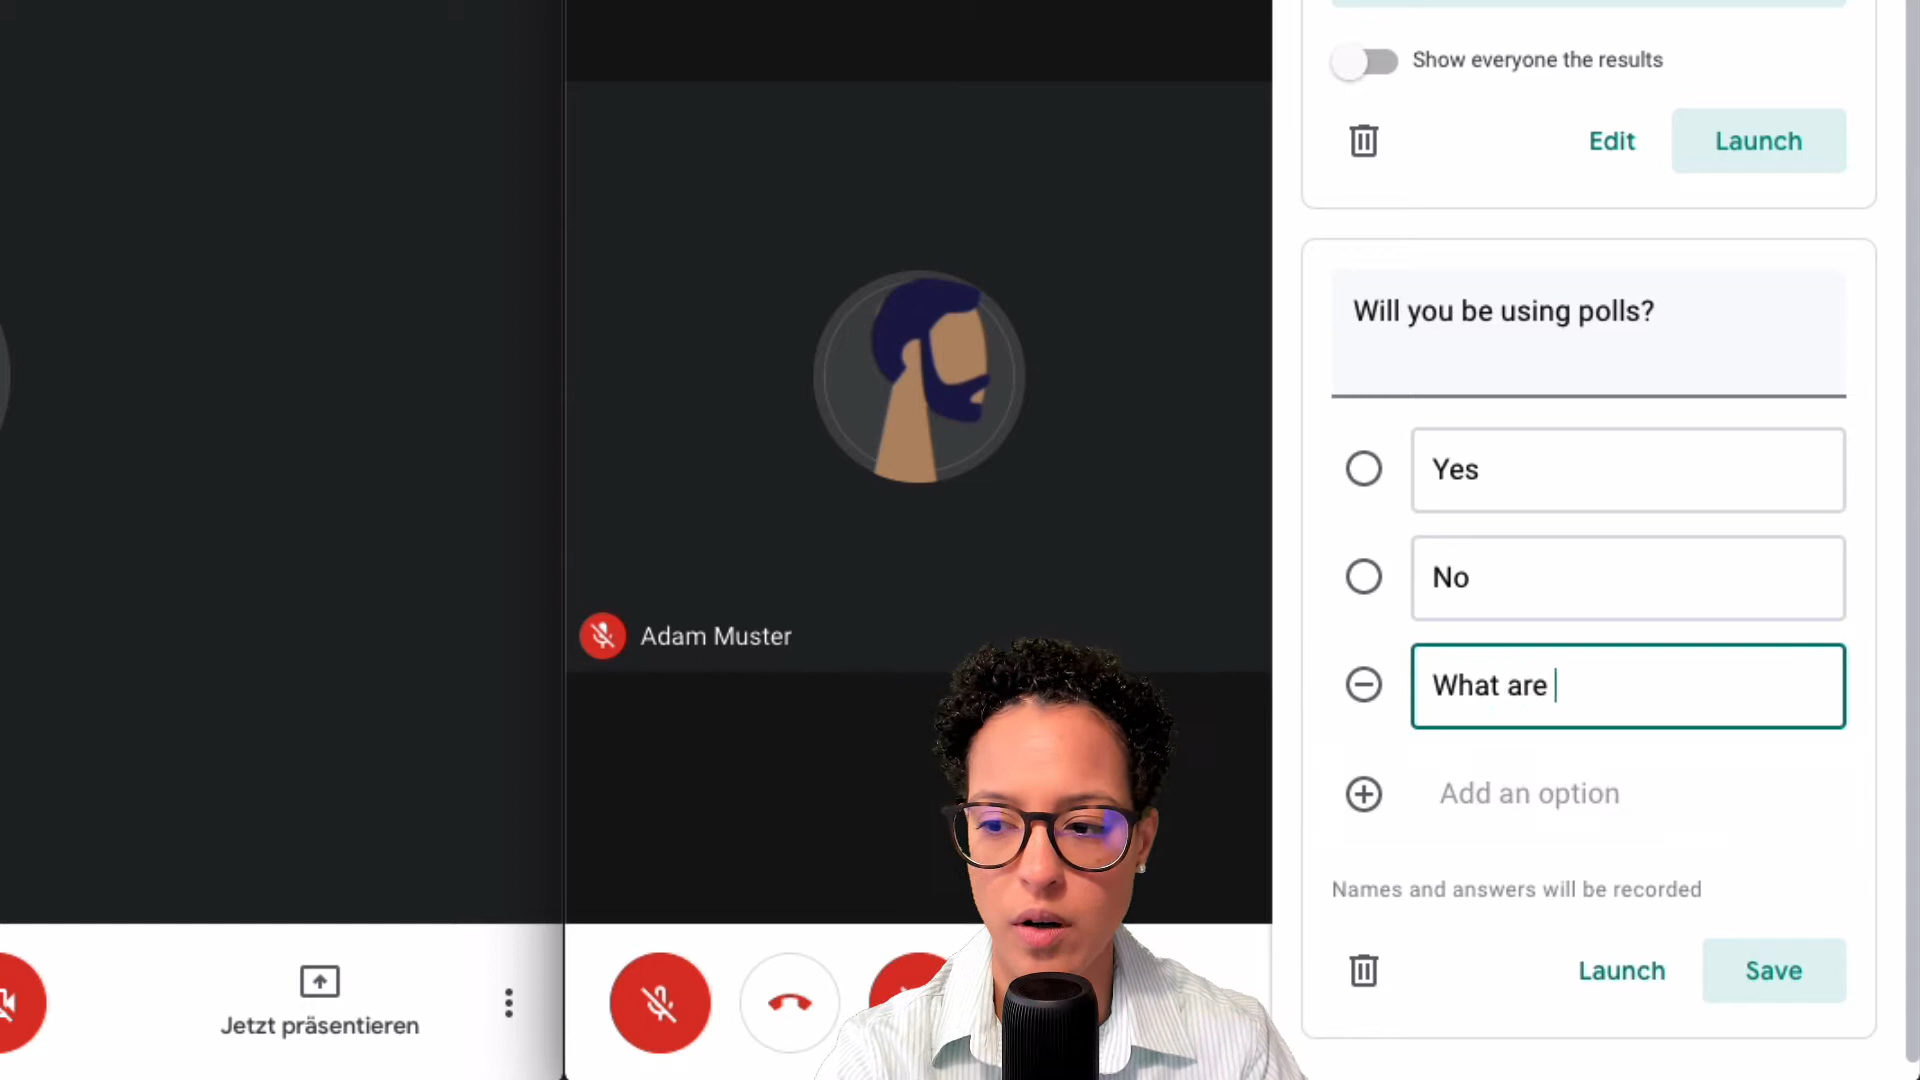 Show everyone the results
Edit
Launch
Will you be using polls?
Yes
No
What are
Add an option
Names and answers will be recorded
Launch
Save
Adam Muster
Jetzt präsentieren